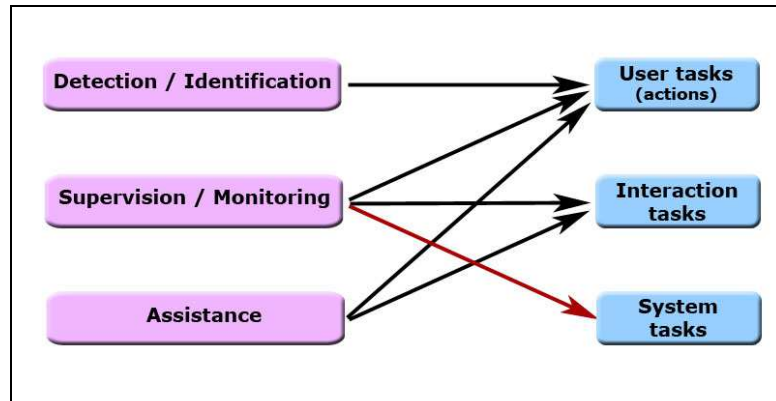 Detection / Identification
User tasks
(actions)
Supervision / Monitoring
Interaction
tasks
Assistance
System
tasks